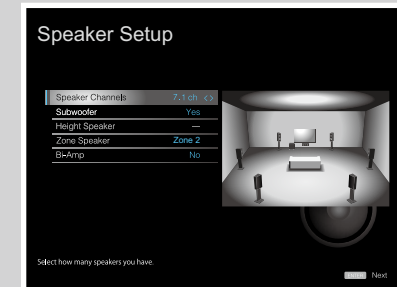 Speaker Setup
Speaker Channels 7.1 ch <>
Subwoofer Yes
Height Speaker ---
Zone Speaker Zone 2
Bi-Amp No
Select how many speakers you have.
ENTER Next